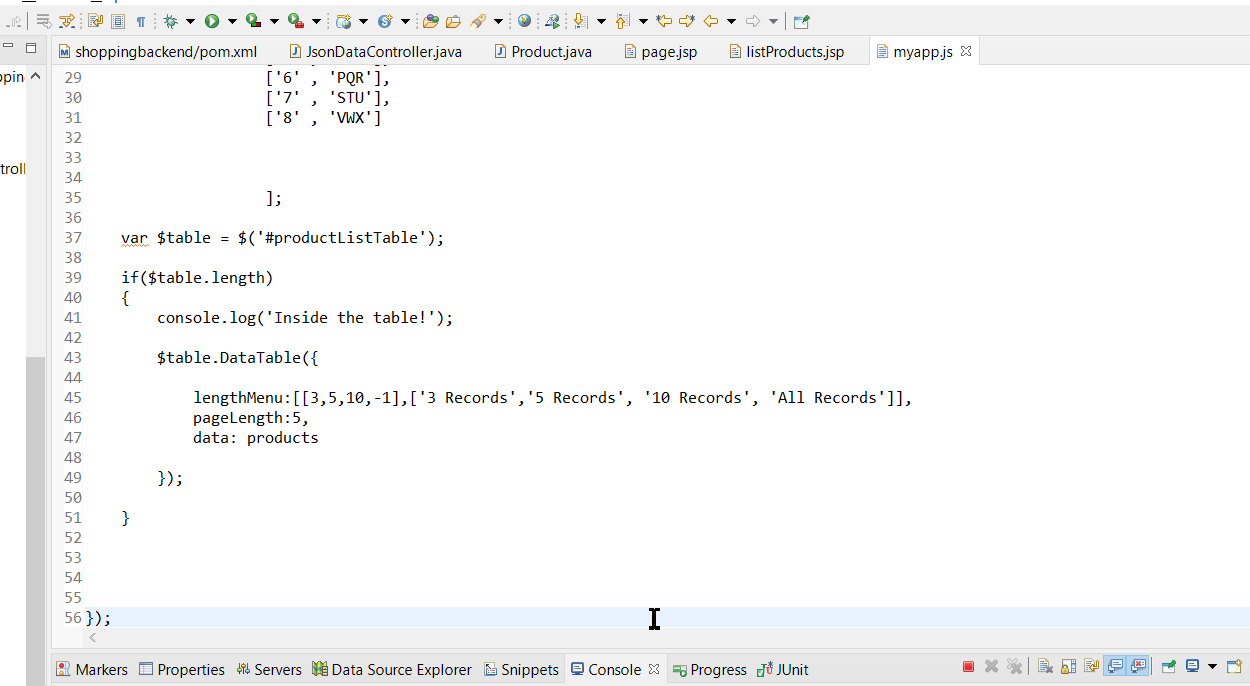 shoppingbackend/pom.xml JsonDataController.java Product.java page.jsp listProducts.jsp myapp.js
29 ['6' , 'PQR'],
30 ['7' , 'STU'],
31 ['8' , 'VWX']
32
33
34
35 ];
36
37 var $table = $('#productListTable');
38
39 if($table.length)
40 {
41 console.log('Inside the table!');
42
43 $table.DataTable({
44
45 lengthMenu:[[3,5,10,-1],['3 Records','5 Records', '10 Records', 'All Records']],
46 pageLength:5,
47 data: products
48
49 });
50
51 }
52
53
54
55
56 });
Markers Properties Servers Data Source Explorer Snippets Console Progress JUnit